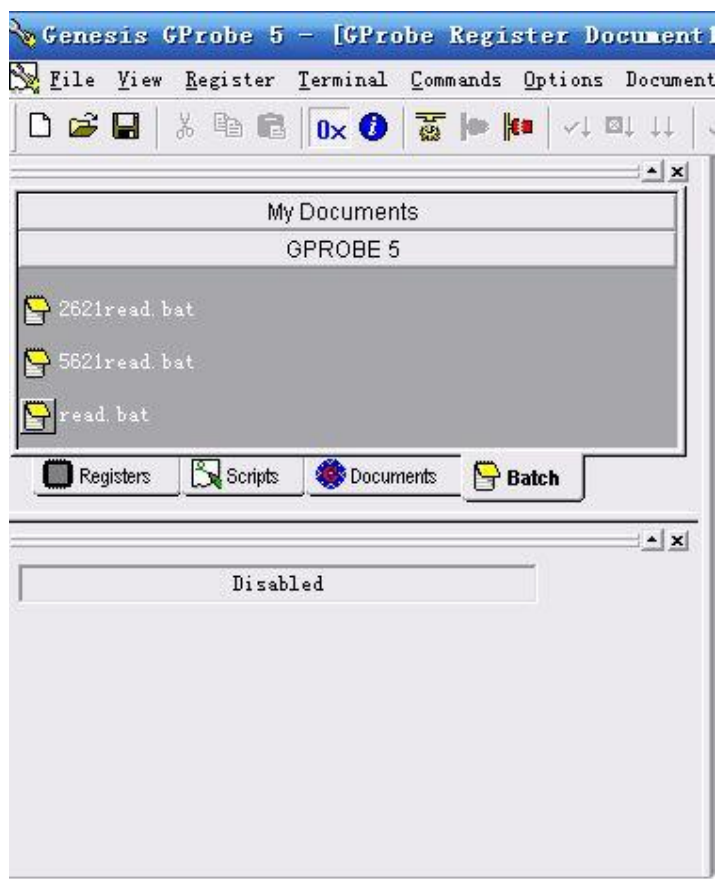 Genesis GProbe 5 - [GProbe Register Document1
File View Register Terminal Commands Options Document
0x i
My Documents
GPROBE 5
2621read.bat
5621read.bat
read.bat
Registers Scripts Documents Batch
Disabled